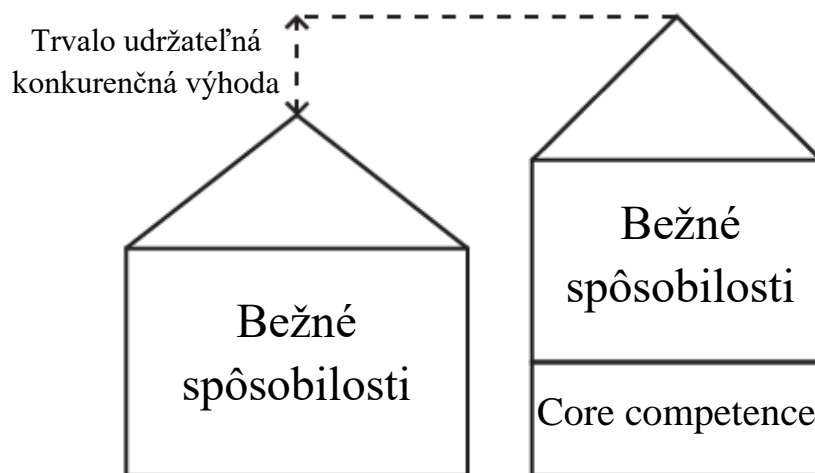 Trvalo udržateľná
konkurenčná výhoda
Bežné
spôsobilosti
Bežné
spôsobilosti
Core competence